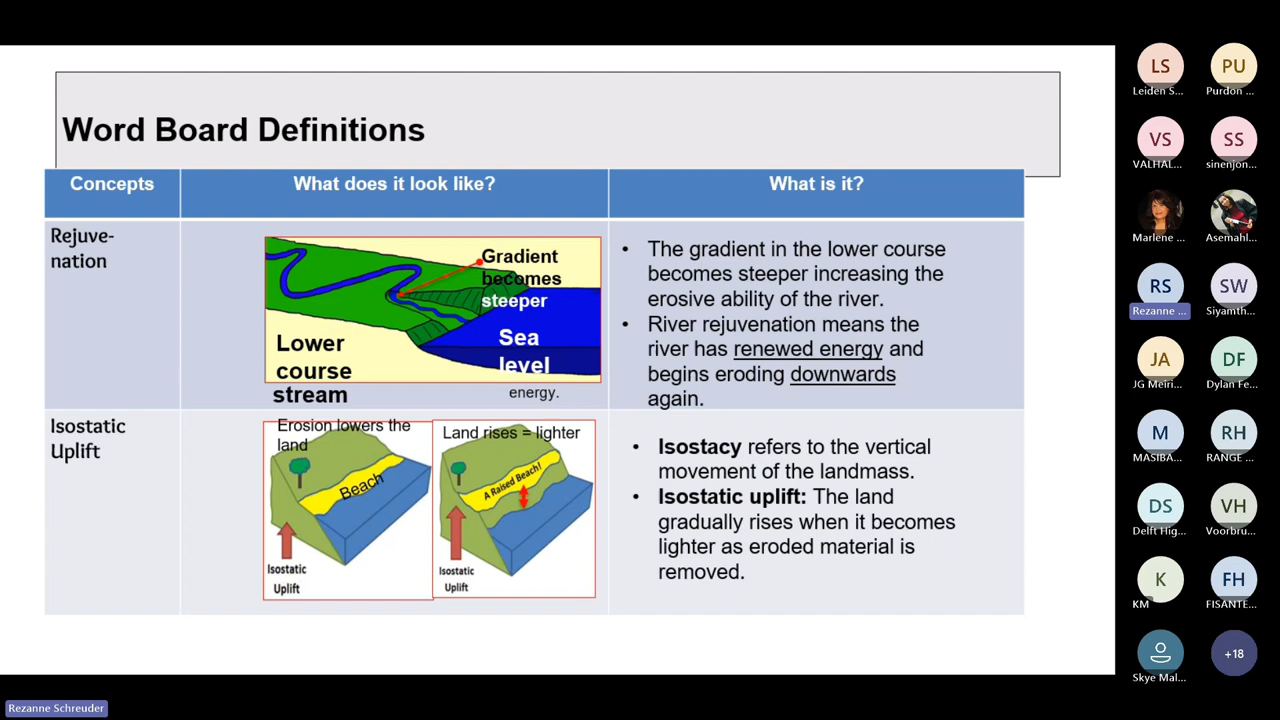 Word Board Definitions
Concepts
What does it look like?
What is it?
Rejuve-
nation
Gradient
becomes
steeper
Lower
course
stream
Sea
level
energy.
• The gradient in the lower course
becomes steeper increasing the
erosive ability of the river.
• River rejuvenation means the
river has renewed energy and
begins eroding downwards
again.
Isostatic
Uplift
Erosion lowers the
land
Beach
Isostatic
Uplift
Land rises = lighter
A Raised Beach!
Isostatic
Uplift
• Isostacy refers to the vertical
movement of the landmass.
• Isostatic uplift: The land
gradually rises when it becomes
lighter as eroded material is
removed.
LS
Leiden S...
PU
Purdon ...
VS
VALHAL...
SS
sinenjon...
Marlene ...
Asemahl...
RS
Rezanne ...
SW
Siyamth...
JA
JG Meiri...
DF
Dylan Fe...
M
MASIBA...
RH
RANGE ...
DS
Delft Hig...
VH
Voorbru...
K
KM
FH
FISANTE...
Skye Mal...
+18
Rezanne Schreuder